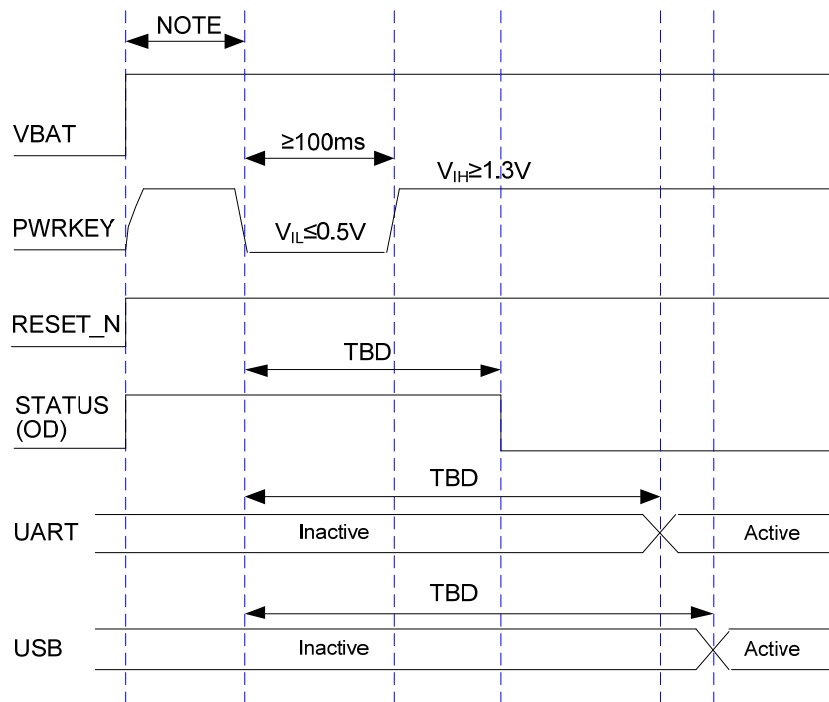 NOTE
VBAT
≥100ms
VIH≥1.3V
PWRKEY
VIL≤0.5V
RESET_N
TBD
STATUS
(OD)
TBD
UART
Inactive
Active
TBD
USB
Inactive
Active